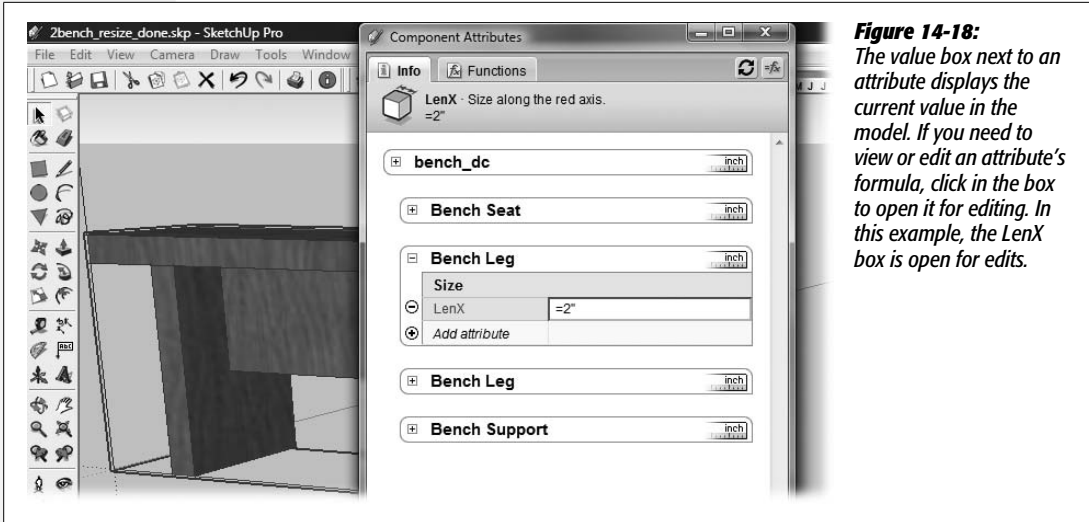 2bench_resize_done.skp - SketchUp Pro
File Edit View Camera Draw Tools Window
Component Attributes
Info
Functions
=fx
LenX · Size along the red axis.
=2"
bench_dc
inch
Bench Seat
inch
Bench Leg
inch
Size
LenX
=2"
Add attribute
Bench Leg
inch
Bench Support
inch
Figure 14-18:
The value box next to an
attribute displays the
current value in the
model. If you need to
view or edit an attribute's
formula, click in the box
to open it for editing. In
this example, the LenX
box is open for edits.